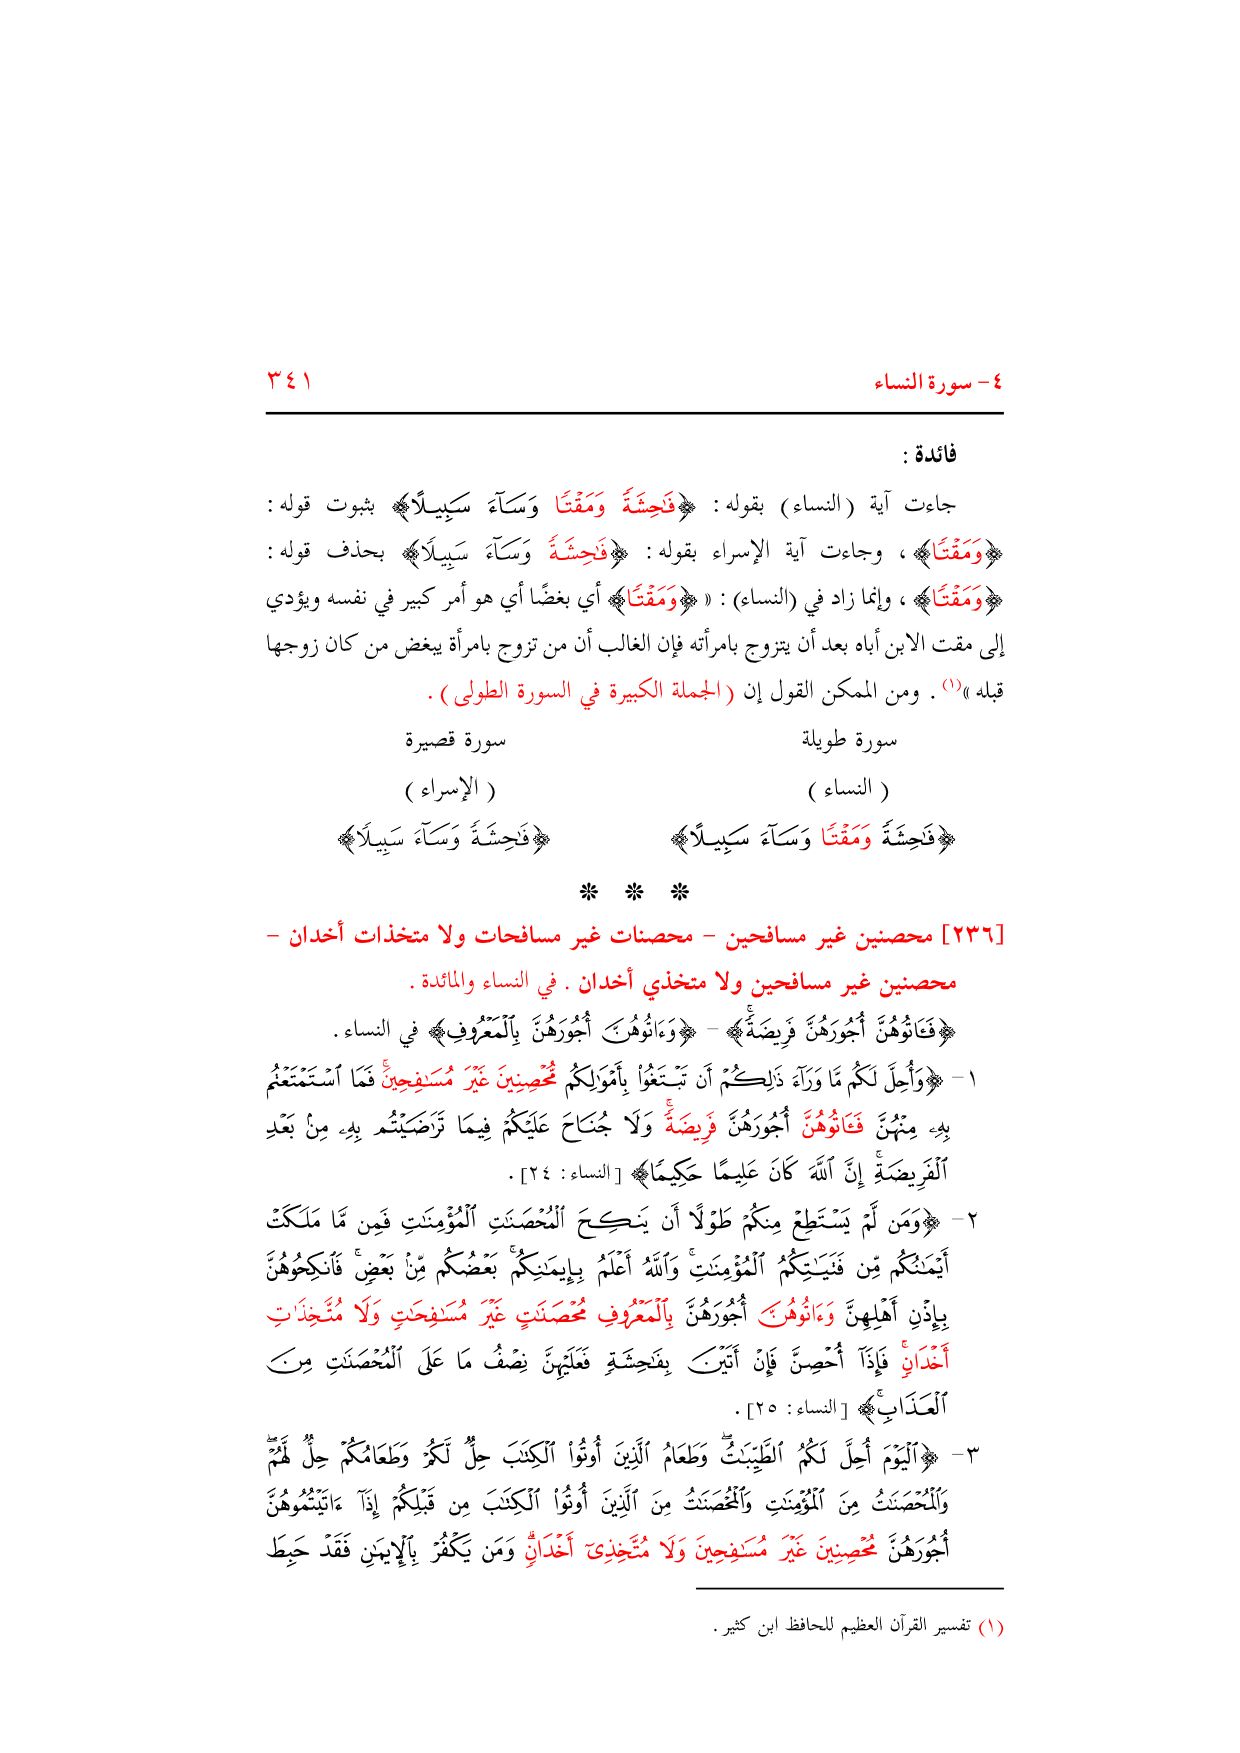 ٤- سورة النساء ٣٤١
فائدة :
جاءت آية (النساء) بقوله: ﴿فَٰحِشَةٗ وَمَقۡتٗا وَسَآءَ سَبِيلًا﴾ بثبوت قوله:
﴿وَمَقۡتٗا﴾ ، وجاءت آية الإسراء بقوله: ﴿فَٰحِشَةٗ وَسَآءَ سَبِيلٗا﴾ بحذف قوله:
﴿وَمَقۡتٗا﴾ ، وإنما زاد في (النساء): « ﴿وَمَقۡتٗا﴾ أي بغضًا أي هو أمر كبير في نفسه ويؤدي
إلى مقت الابن أباه بعد أن يتزوج بامرأته فإن الغالب أن من تزوج بامرأة يبغض من كان زوجها
قبله »(١) . ومن الممكن القول إن ( الجملة الكبيرة في السورة الطولى ) .
سورة طويلة سورة قصيرة
( النساء ) ( الإسراء )
﴿فَٰحِشَةٗ وَمَقۡتٗا وَسَآءَ سَبِيلًا﴾ ﴿فَٰحِشَةٗ وَسَآءَ سَبِيلٗا﴾
* * *
[٢٣٦] محصنين غير مسافحين - محصنات غير مسافحات ولا متخذات أخدان -
محصنين غير مسافحين ولا متخذي أخدان . في النساء والمائدة .
﴿فَـَٔاتُوهُنَّ أُجُورَهُنَّ فَرِيضَةٗۚ﴾ - ﴿وَءَاتُوهُنَّ أُجُورَهُنَّ بِٱلۡمَعۡرُوفِ﴾ في النساء .
١- ﴿وَأُحِلَّ لَكُم مَّا وَرَآءَ ذَٰلِكُمۡ أَن تَبۡتَغُواْ بِأَمۡوَٰلِكُم مُّحۡصِنِينَ غَيۡرَ مُسَٰفِحِينَۚ فَمَا ٱسۡتَمۡتَعۡتُم
بِهِۦ مِنۡهُنَّ فَـَٔاتُوهُنَّ أُجُورَهُنَّ فَرِيضَةٗۚ وَلَا جُنَاحَ عَلَيۡكُمۡ فِيمَا تَرَٰضَيۡتُم بِهِۦ مِنۢ بَعۡدِ
ٱلۡفَرِيضَةِۚ إِنَّ ٱللَّهَ كَانَ عَلِيمًا حَكِيمٗا﴾ [النساء: ٢٤] .
٢- ﴿وَمَن لَّمۡ يَسۡتَطِعۡ مِنكُمۡ طَوۡلًا أَن يَنكِحَ ٱلۡمُحۡصَنَٰتِ ٱلۡمُؤۡمِنَٰتِ فَمِن مَّا مَلَكَتۡ
أَيۡمَٰنُكُم مِّن فَتَيَٰتِكُمُ ٱلۡمُؤۡمِنَٰتِۚ وَٱللَّهُ أَعۡلَمُ بِإِيمَٰنِكُمۚ بَعۡضُكُم مِّنۢ بَعۡضٖۚ فَٱنكِحُوهُنَّ
بِإِذۡنِ أَهۡلِهِنَّ وَءَاتُوهُنَّ أُجُورَهُنَّ بِٱلۡمَعۡرُوفِ مُحۡصَنَٰتٍ غَيۡرَ مُسَٰفِحَٰتٖ وَلَا مُتَّخِذَٰتِ
أَخۡدَانٖۚ فَإِذَآ أُحۡصِنَّ فَإِنۡ أَتَيۡنَ بِفَٰحِشَةٖ فَعَلَيۡهِنَّ نِصۡفُ مَا عَلَى ٱلۡمُحۡصَنَٰتِ مِنَ
ٱلۡعَذَابِۚ﴾ [النساء: ٢٥] .
٣- ﴿ٱلۡيَوۡمَ أُحِلَّ لَكُمُ ٱلطَّيِّبَٰتُۖ وَطَعَامُ ٱلَّذِينَ أُوتُواْ ٱلۡكِتَٰبَ حِلّٞ لَّكُمۡ وَطَعَامُكُمۡ حِلّٞ لَّهُمۡۖ
وَٱلۡمُحۡصَنَٰتُ مِنَ ٱلۡمُؤۡمِنَٰتِ وَٱلۡمُحۡصَنَٰتُ مِنَ ٱلَّذِينَ أُوتُواْ ٱلۡكِتَٰبَ مِن قَبۡلِكُمۡ إِذَآ ءَاتَيۡتُمُوهُنَّ
أُجُورَهُنَّ مُحۡصِنِينَ غَيۡرَ مُسَٰفِحِينَ وَلَا مُتَّخِذِيٓ أَخۡدَانٖۗ وَمَن يَكۡفُرۡ بِٱلۡإِيمَٰنِ فَقَدۡ حَبِطَ
(١) تفسير القرآن العظيم للحافظ ابن كثير .